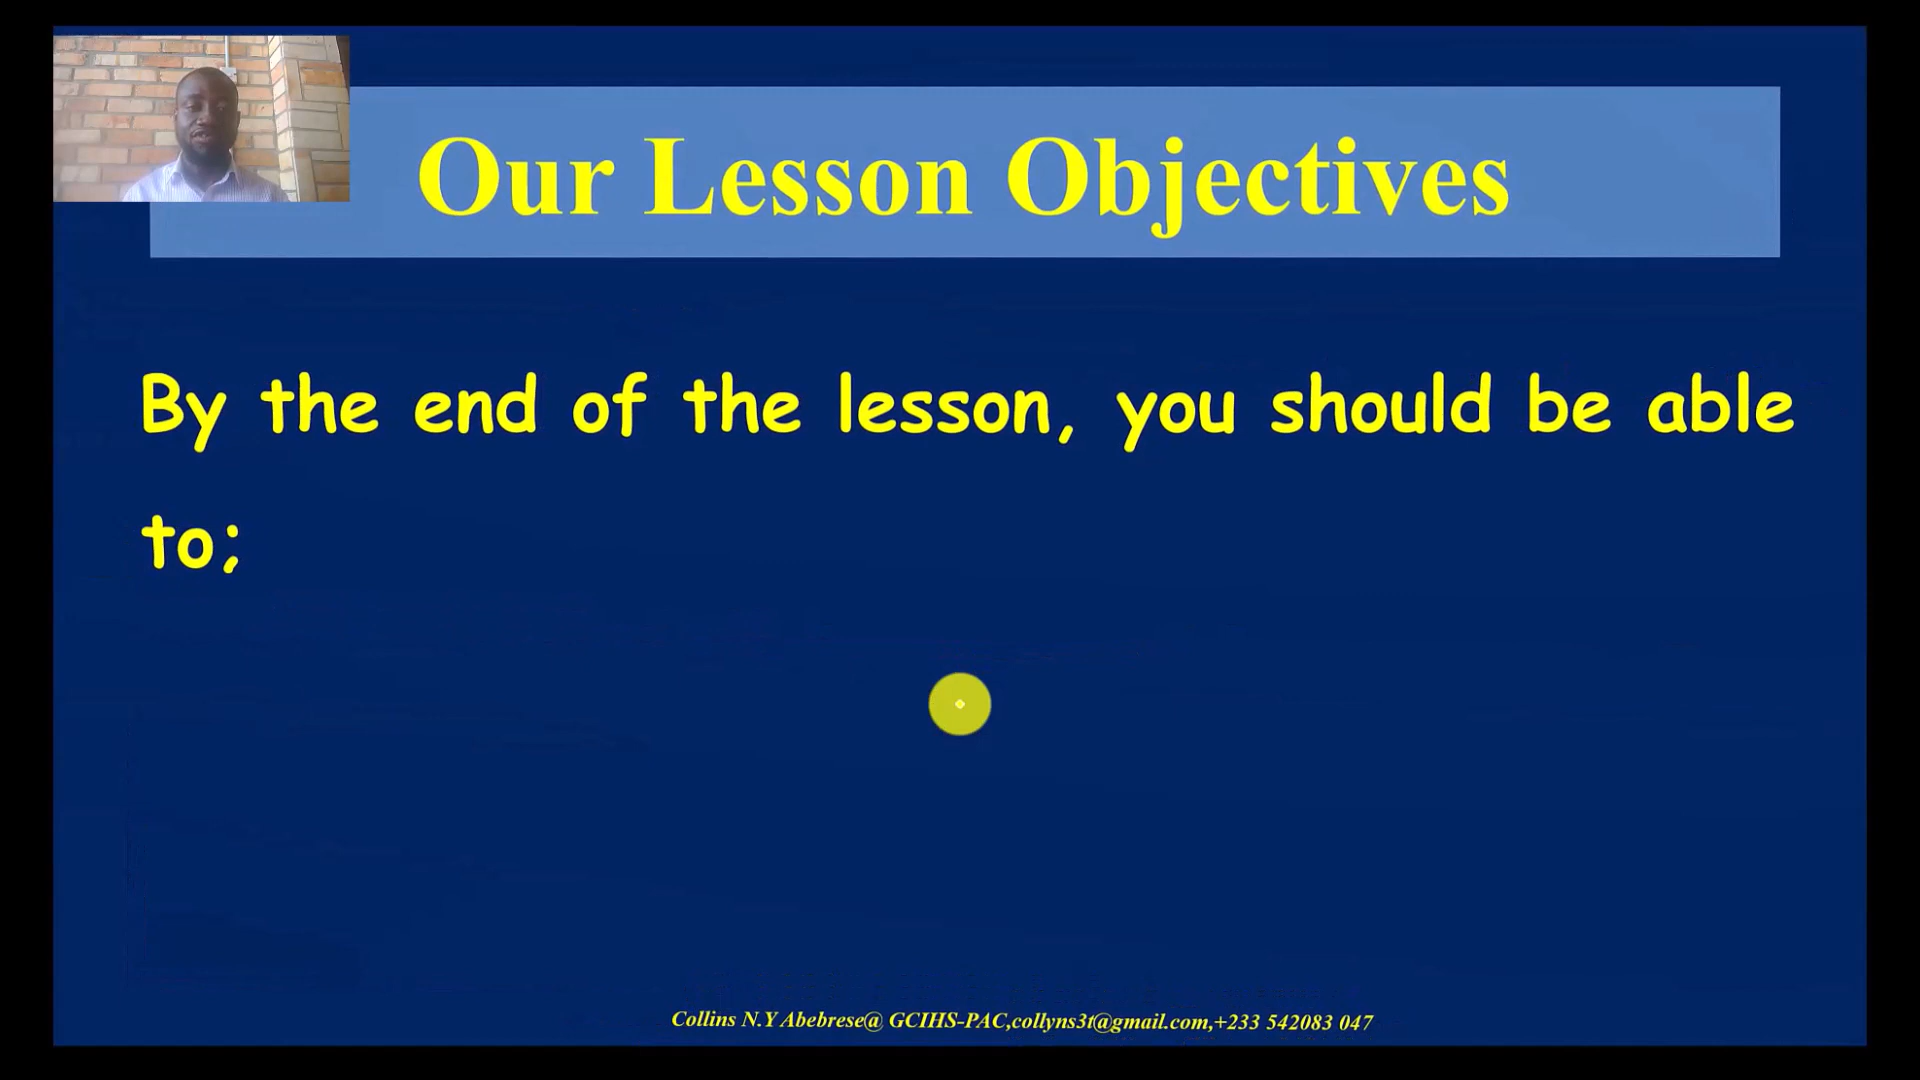 Our Lesson Objectives
By the end of the lesson, you should be able
to;
Collins N.Y Abebrese@ GCIHS-PAC,collyns3t@gmail.com,+233 542083 047